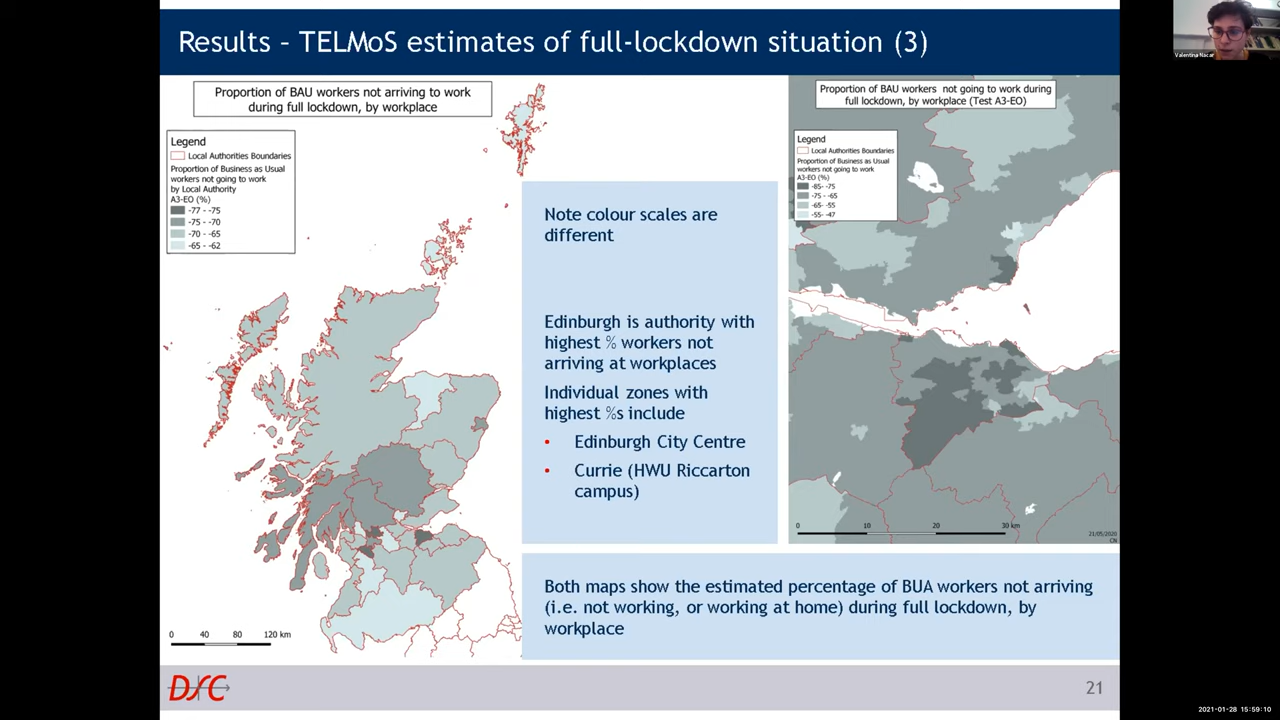 Results – TELMoS estimates of full-lockdown situation (3)
Proportion of BAU workers not arriving to work
during full lockdown, by workplace
Legend
Local Authorities Boundaries
Proportion of Business as Usual
workers not going to work
by Local Authority
A3-EO (%)
-77 - -75
-75 - -70
-70 - -65
-65 - -62
0 40 80 120 km
Note colour scales are
different
Edinburgh is authority with
highest % workers not
arriving at workplaces
Individual zones with
highest %s include
• Edinburgh City Centre
• Currie (HWU Riccarton
campus)
Proportion of BAU workers not going to work during
full lockdown, by workplace (Test A3-EO)
Legend
Local Authorities Boundaries
Proportion of Business as Usual
workers not going to work
A3-EO (%)
-85- -75
-75 - -65
-65- -55
-55 - -47
0 10 20 30 km
21/05/2020
CN
Both maps show the estimated percentage of BUA workers not arriving
(i.e. not working, or working at home) during full lockdown, by
workplace
DSC
21
Valentina Nacar
2021-01-28 15:59:10